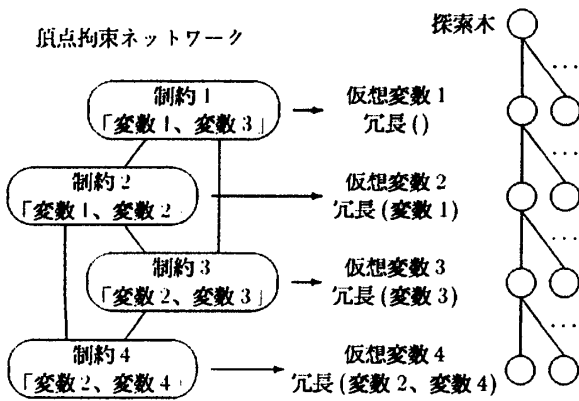 探索木
頂点拘束ネットワーク
制約 1
「変数 1、変数 3」
仮想変数 1
冗長 ()
制約 2
「変数 1、変数 2」
仮想変数 2
冗長 (変数 1)
制約 3
「変数 2、変数 3」
仮想変数 3
冗長 (変数 3)
制約 4
「変数 2、変数 4」
仮想変数 4
冗長 (変数 2、変数 4)
...
...
...
...